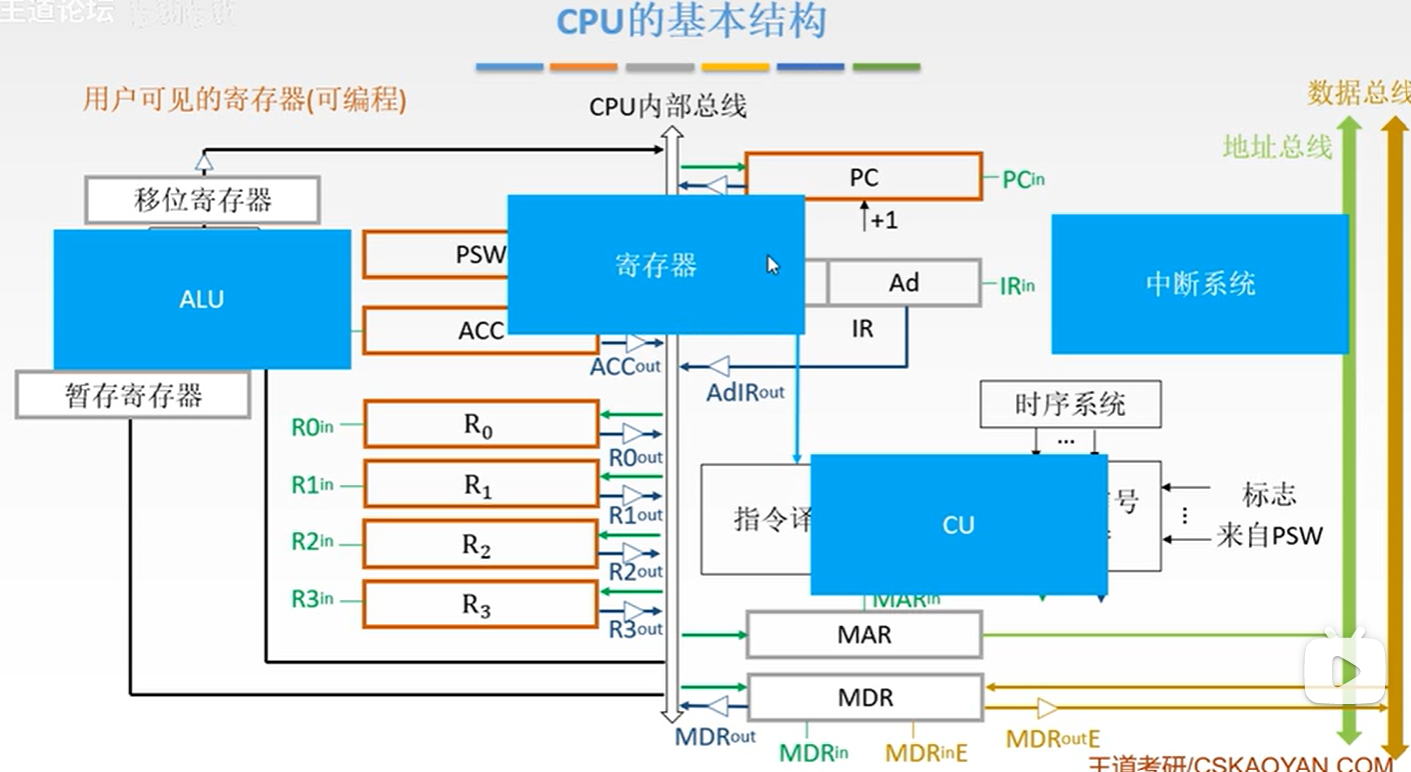 王道论坛
CPU的基本结构
用户可见的寄存器(可编程)
CPU内部总线
数据总线
地址总线
移位寄存器
PC
PCin
+1
PSW
寄存器
ALU
Ad
IRin
中断系统
ACC
IR
ACCout
AdIRout
暂存寄存器
时序系统
...
R0in
R0
R0out
R1in
R1
R1out
指令译
CU
号
标志
来自PSW
R2in
R2
R2out
R3in
R3
R3out
MARin
MAR
MDR
MDRout
MDRin
MDRinE
MDRoutE
王道考研/CSKAOYAN.COM